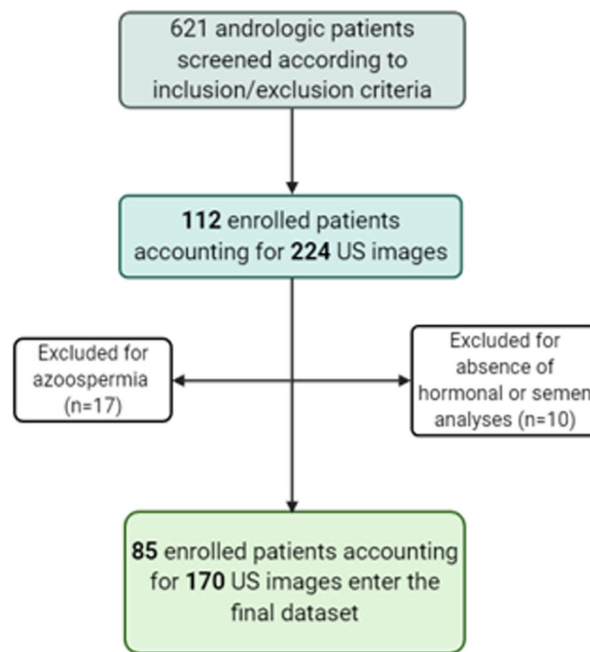 621 andrologic patients
screened according to
inclusion/exclusion criteria
112 enrolled patients
accounting for 224 US images
Excluded for
azoospermia
(n=17)
Excluded for
absence of
hormonal or semen
analyses (n=10)
85 enrolled patients accounting
for 170 US images enter the
final dataset